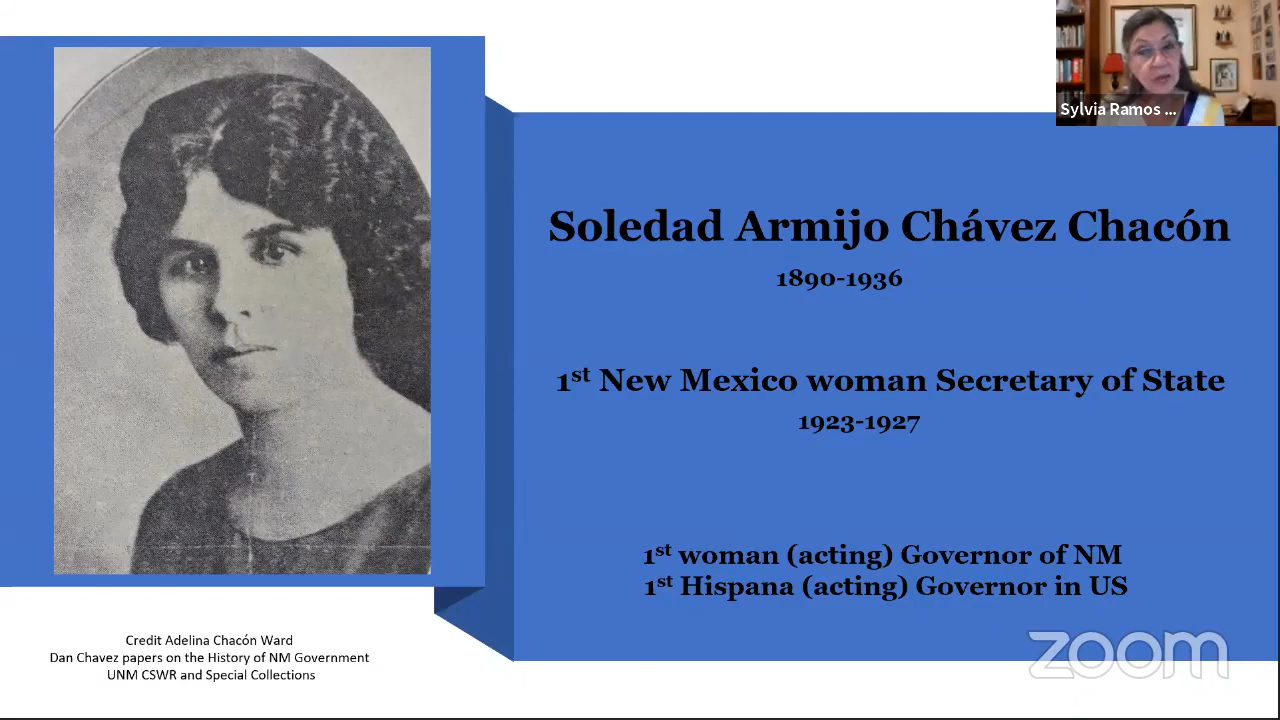 Sylvia Ramos ...
Soledad Armijo Chávez Chacón
1890-1936
1st New Mexico woman Secretary of State
1923-1927
1st woman (acting) Governor of NM
1st Hispana (acting) Governor in US
Credit Adelina Chacón Ward
Dan Chavez papers on the History of NM Government
UNM CSWR and Special Collections
zoom